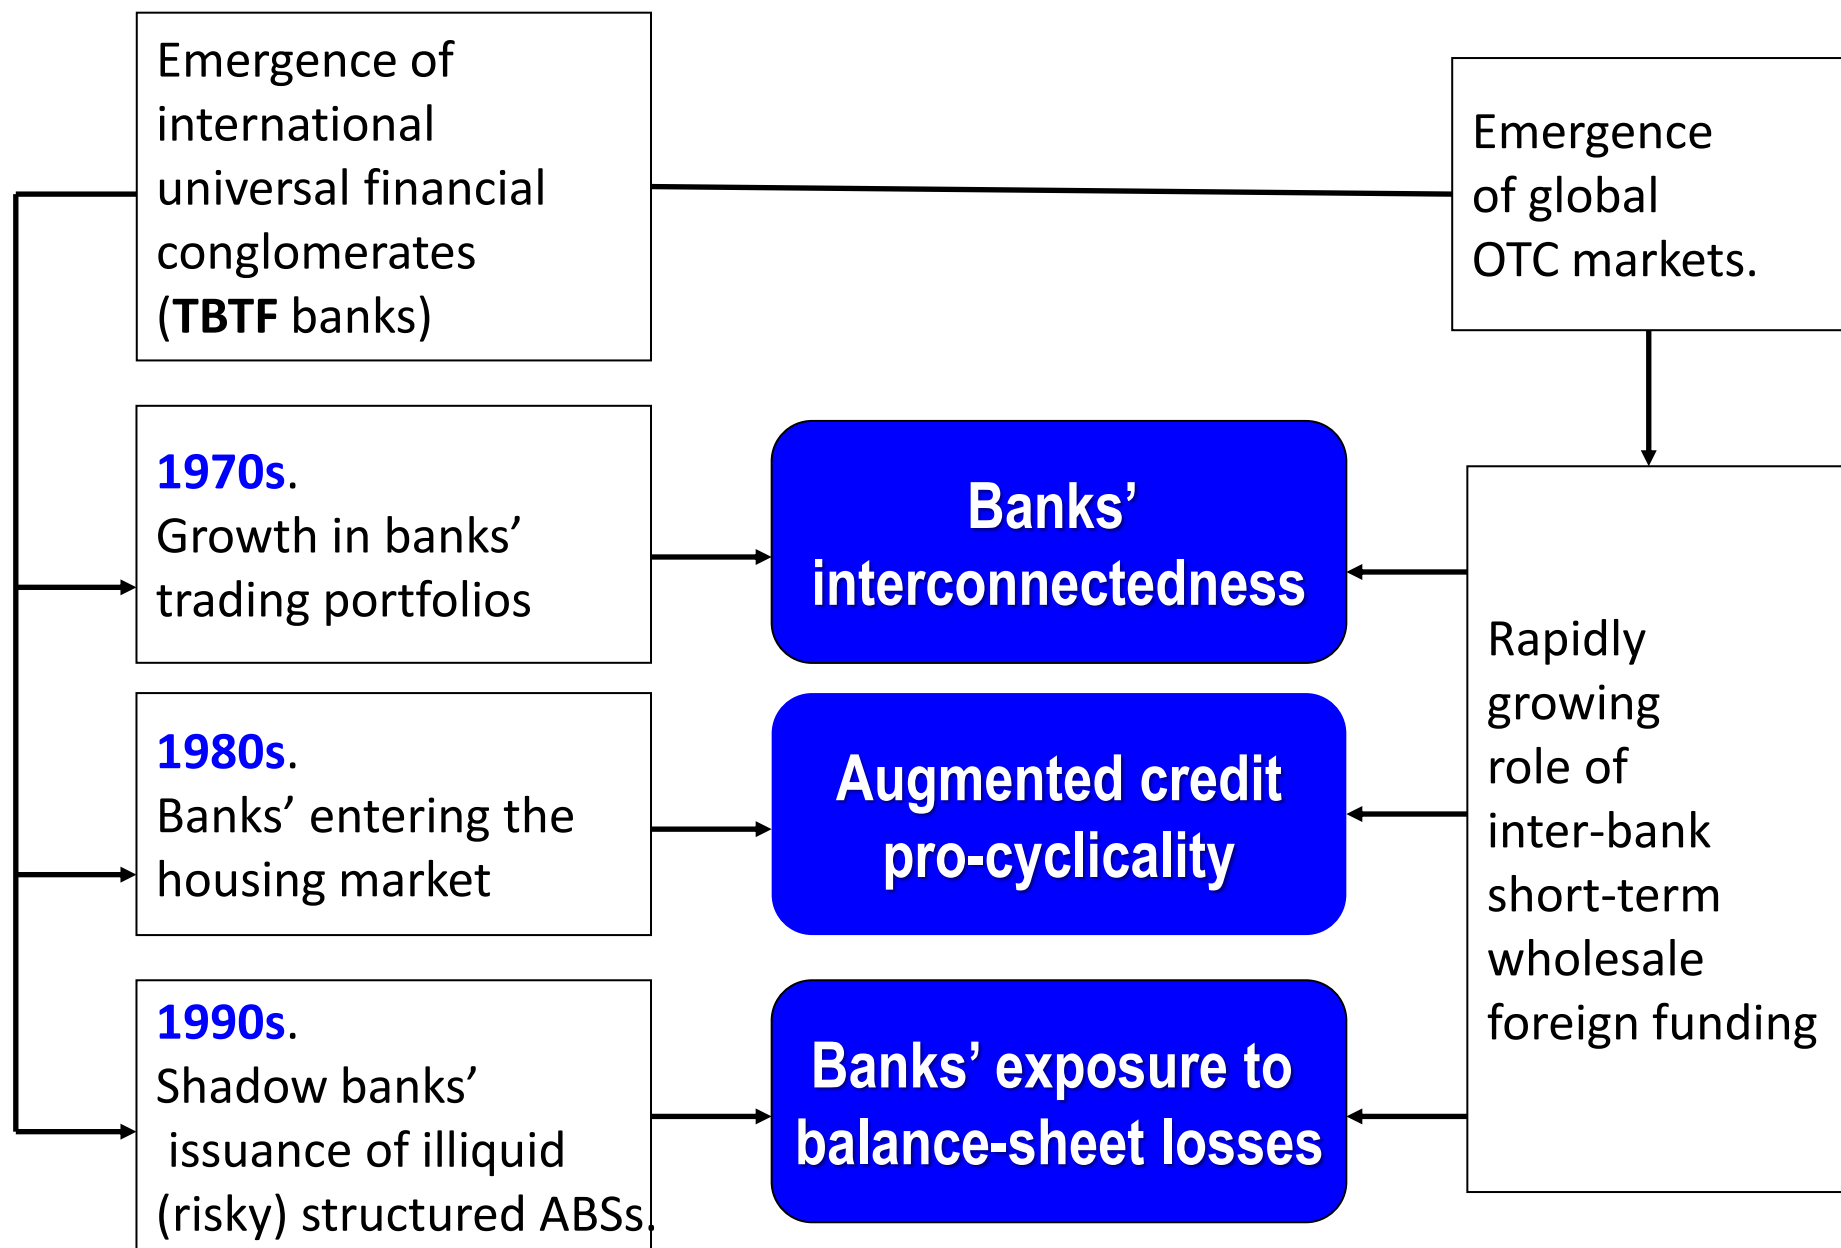 Emergence of
international
universal financial
conglomerates
(TBTF banks)
Emergence
of global
OTC markets.
1970s.
Growth in banks’
trading portfolios
Banks’
interconnectedness
1980s.
Banks’ entering the
housing market
Augmented credit
pro-cyclicality
1990s.
Shadow banks’
issuance of illiquid
(risky) structured ABSs.
Banks’ exposure to
balance-sheet losses
Rapidly
growing
role of
inter-bank
short-term
wholesale
foreign funding